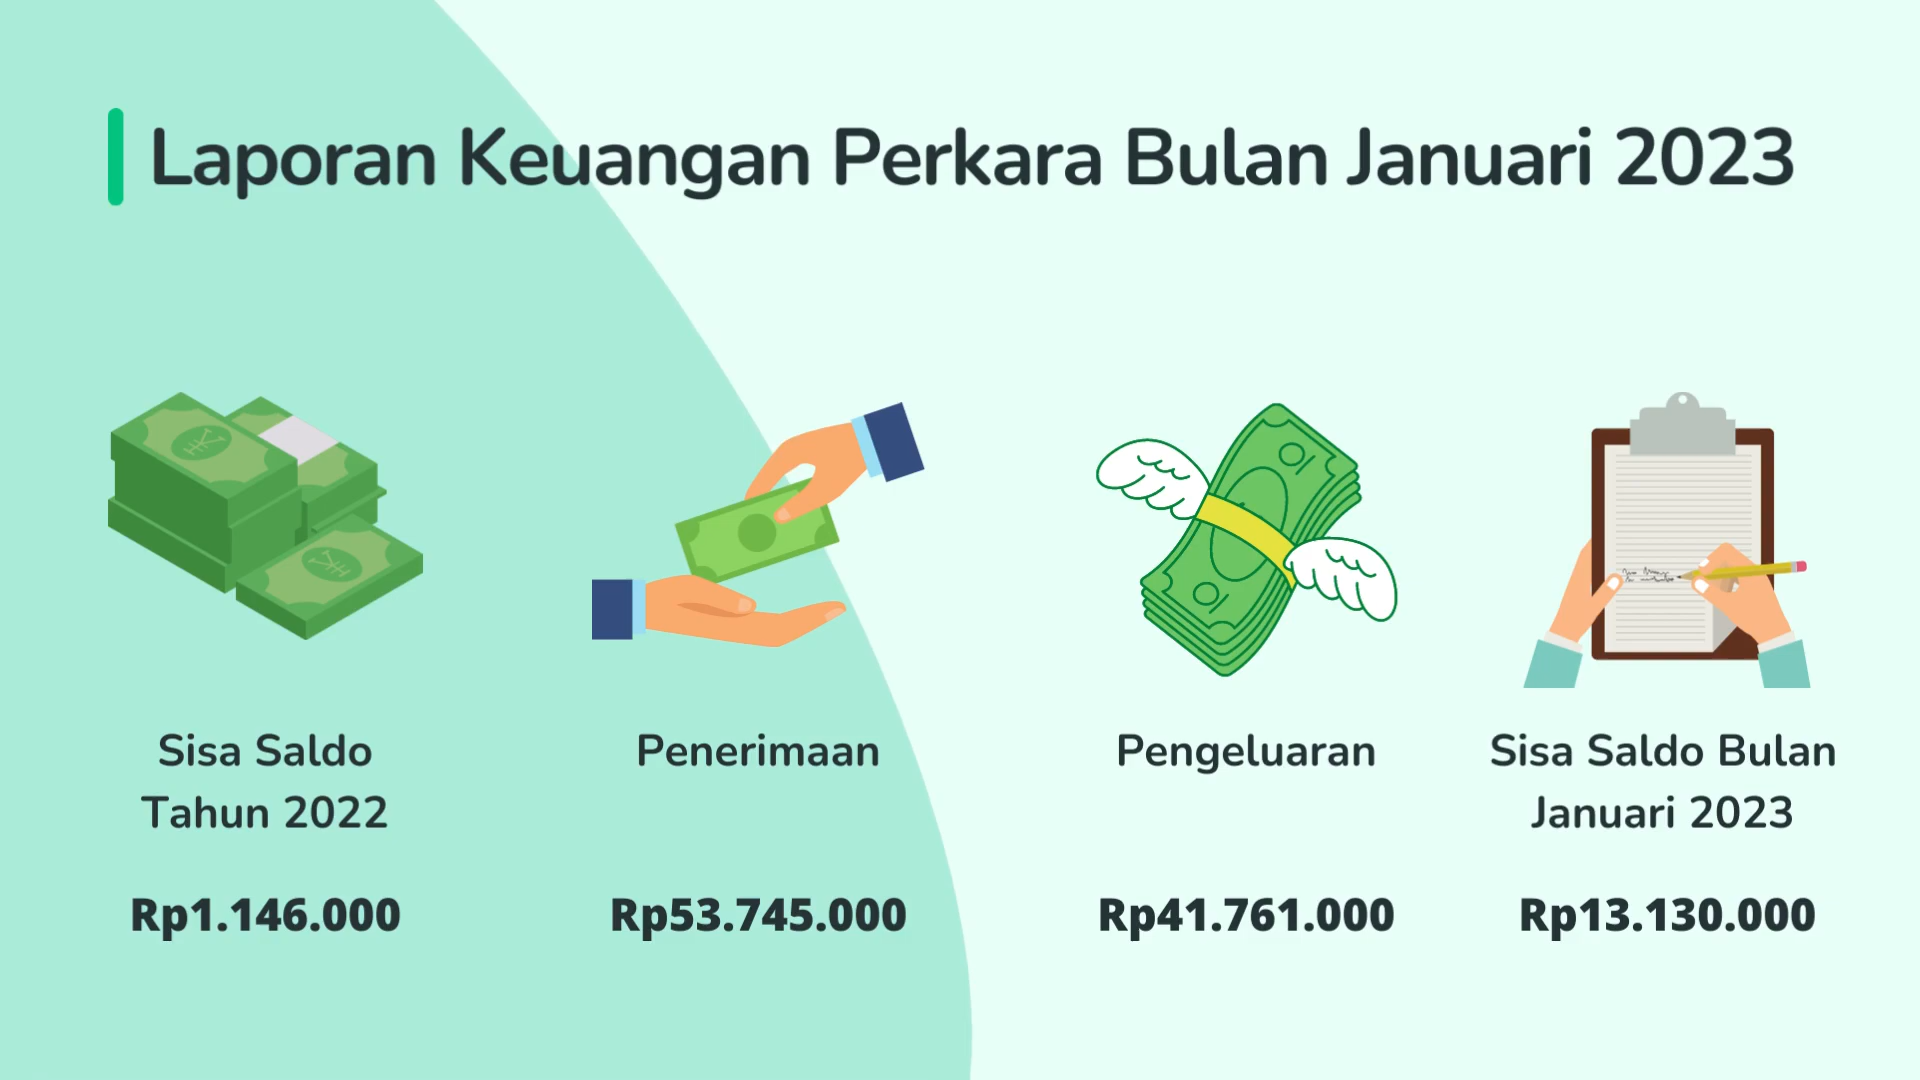 Laporan Keuangan Perkara Bulan Januari 2023
Sisa Saldo
Tahun 2022
Rp1.146.000
Penerimaan
Rp53.745.000
Pengeluaran
Rp41.761.000
Sisa Saldo Bulan
Januari 2023
Rp13.130.000